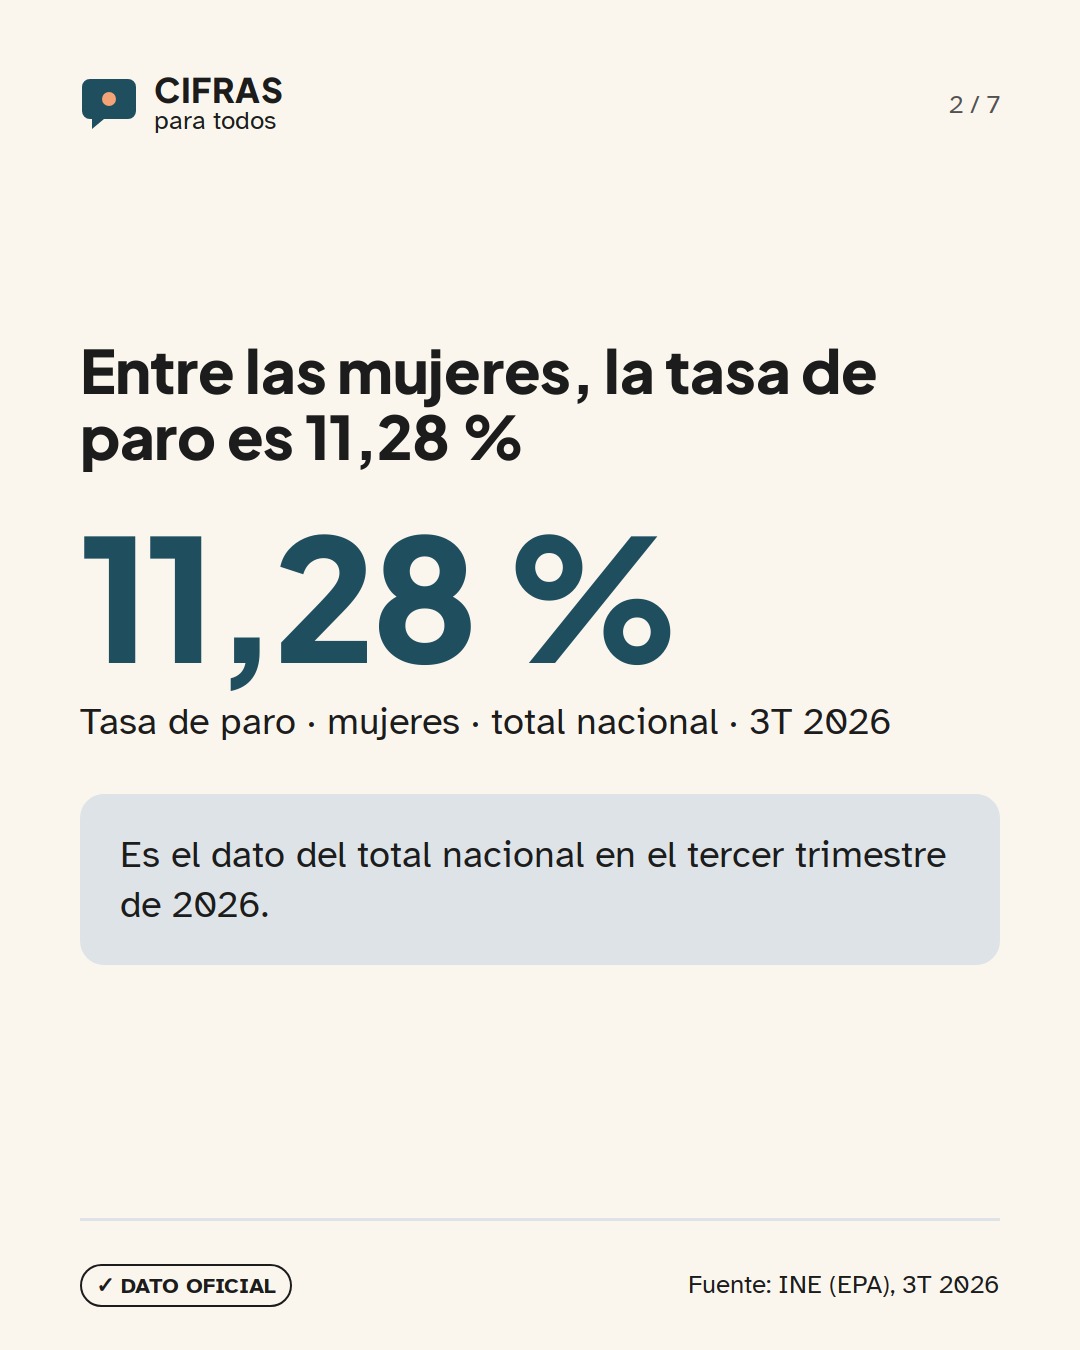 CIFRAS
para todos
2 / 7
Entre las mujeres, la tasa de
paro es 11,28 %
11,28 %
Tasa de paro · mujeres · total nacional · 3T 2026
Es el dato del total nacional en el tercer trimestre
de 2026.
✓ DATO OFICIAL
Fuente: INE (EPA), 3T 2026